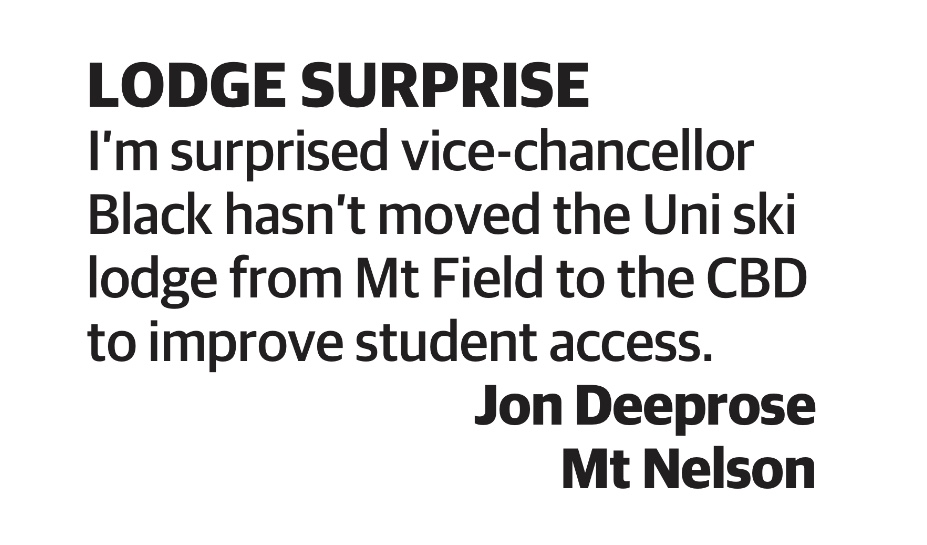 LODGE SURPRISE
I’m surprised vice-chancellor
Black hasn’t moved the Uni ski
lodge from Mt Field to the CBD
to improve student access.
Jon Deeprose
Mt Nelson